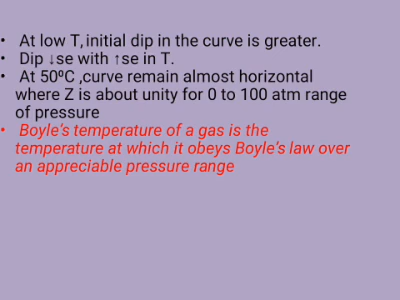 • At low T, initial dip in the curve is greater.
• Dip ↓se with ↑se in T.
• At 50ºC ,curve remain almost horizontal
where Z is about unity for 0 to 100 atm range
of pressure
• Boyle's temperature of a gas is the
temperature at which it obeys Boyle's law over
an appreciable pressure range